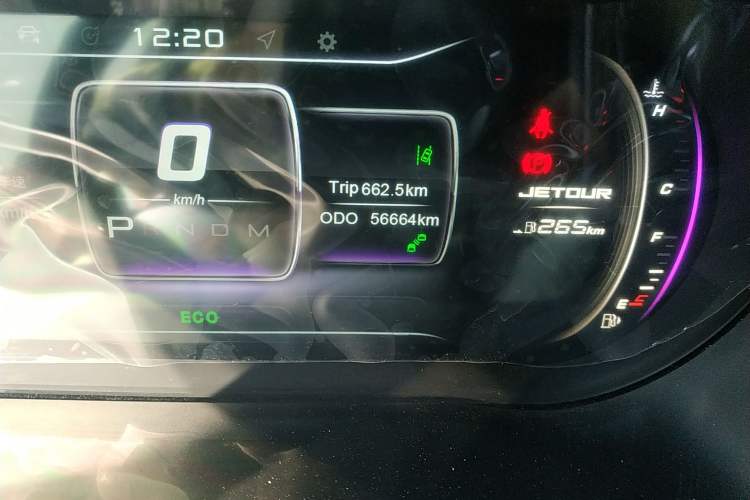 12:20
0
km/h
P R N D M
Trip 662.5km
ODO 56664km
ECO
JETOUR
265km
H
C
F
E